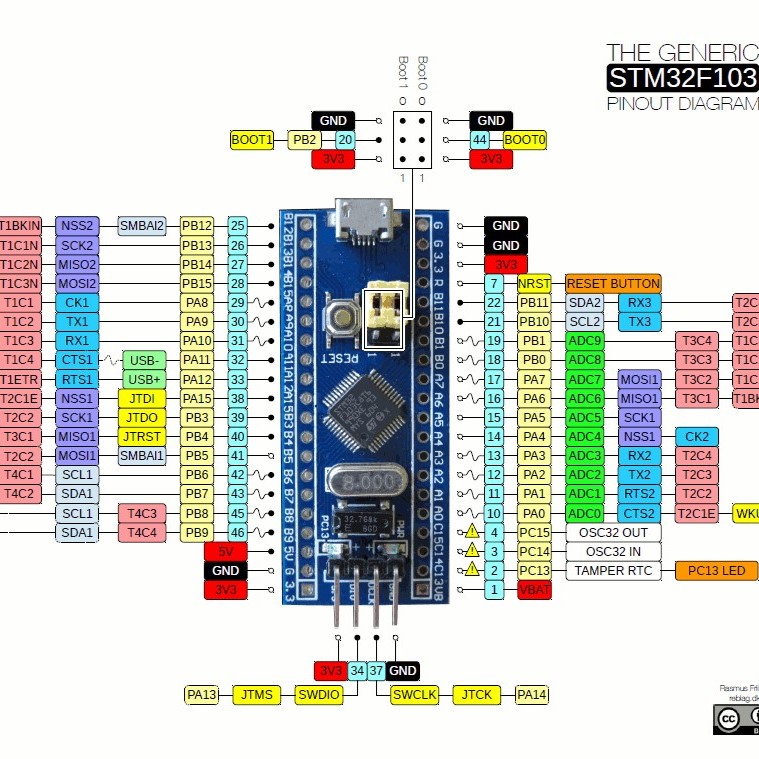 THE GENERIC
STM32F103
PINOUT DIAGRAM
Boot1 Boot0
GND GND
BOOT1 PB2 20 44 BOOT0
3V3 3V3
1 1
T1BKIN NSS2 SMBAI2 PB12 25 GND
T1C1N SCK2 PB13 26 GND
T1C2N MISO2 PB14 27 3V3
T1C3N MOSI2 PB15 28 7 NRST RESET BUTTON
T1C1 CK1 PA8 29 22 PB11 SDA2 RX3 T2C
T1C2 TX1 PA9 30 21 PB10 SCL2 TX3 T2C
T1C3 RX1 PA10 31 19 PB1 ADC9 T3C4 T1C
T1C4 CTS1 USB- PA11 32 18 PB0 ADC8 T3C3 T1C
T1ETR RTS1 USB+ PA12 33 17 PA7 ADC7 MOSI1 T3C2 T1C
T2C1E NSS1 JTDI PA15 38 16 PA6 ADC6 MISO1 T3C1 T1BK
T2C2 SCK1 JTDO PB3 39 15 PA5 ADC5 SCK1
T3C1 MISO1 JTRST PB4 40 14 PA4 ADC4 NSS1 CK2
T2C2 MOSI1 SMBAI1 PB5 41 13 PA3 ADC3 RX2 T2C4
T4C1 SCL1 PB6 42 12 PA2 ADC2 TX2 T2C3
T4C2 SDA1 PB7 43 11 PA1 ADC1 RTS2 T2C2
SCL1 T4C3 PB8 45 10 PA0 ADC0 CTS2 T2C1E WKU
SDA1 T4C4 PB9 46 4 PC15 OSC32 OUT
5V 3 PC14 OSC32 IN
GND 2 PC13 TAMPER RTC PC13 LED
3V3 1 VBAT
B12 B13 B14 B15 A8 A9 A10 A11 A12 A15 B3 B4 B5 B6 B7 B8 B9 5V G 3.3
G G 3.3 R B11 B10 B1 B0 A7 A6 A5 A4 A3 A2 A1 A0 C15 C14 C13 VB
RESET
1 1
8.000
32.768k
PC13 PWR
3V3 34 37 GND
PA13 JTMS SWDIO SWCLK JTCK PA14
Rasmus Fri
reblag.dk
cc